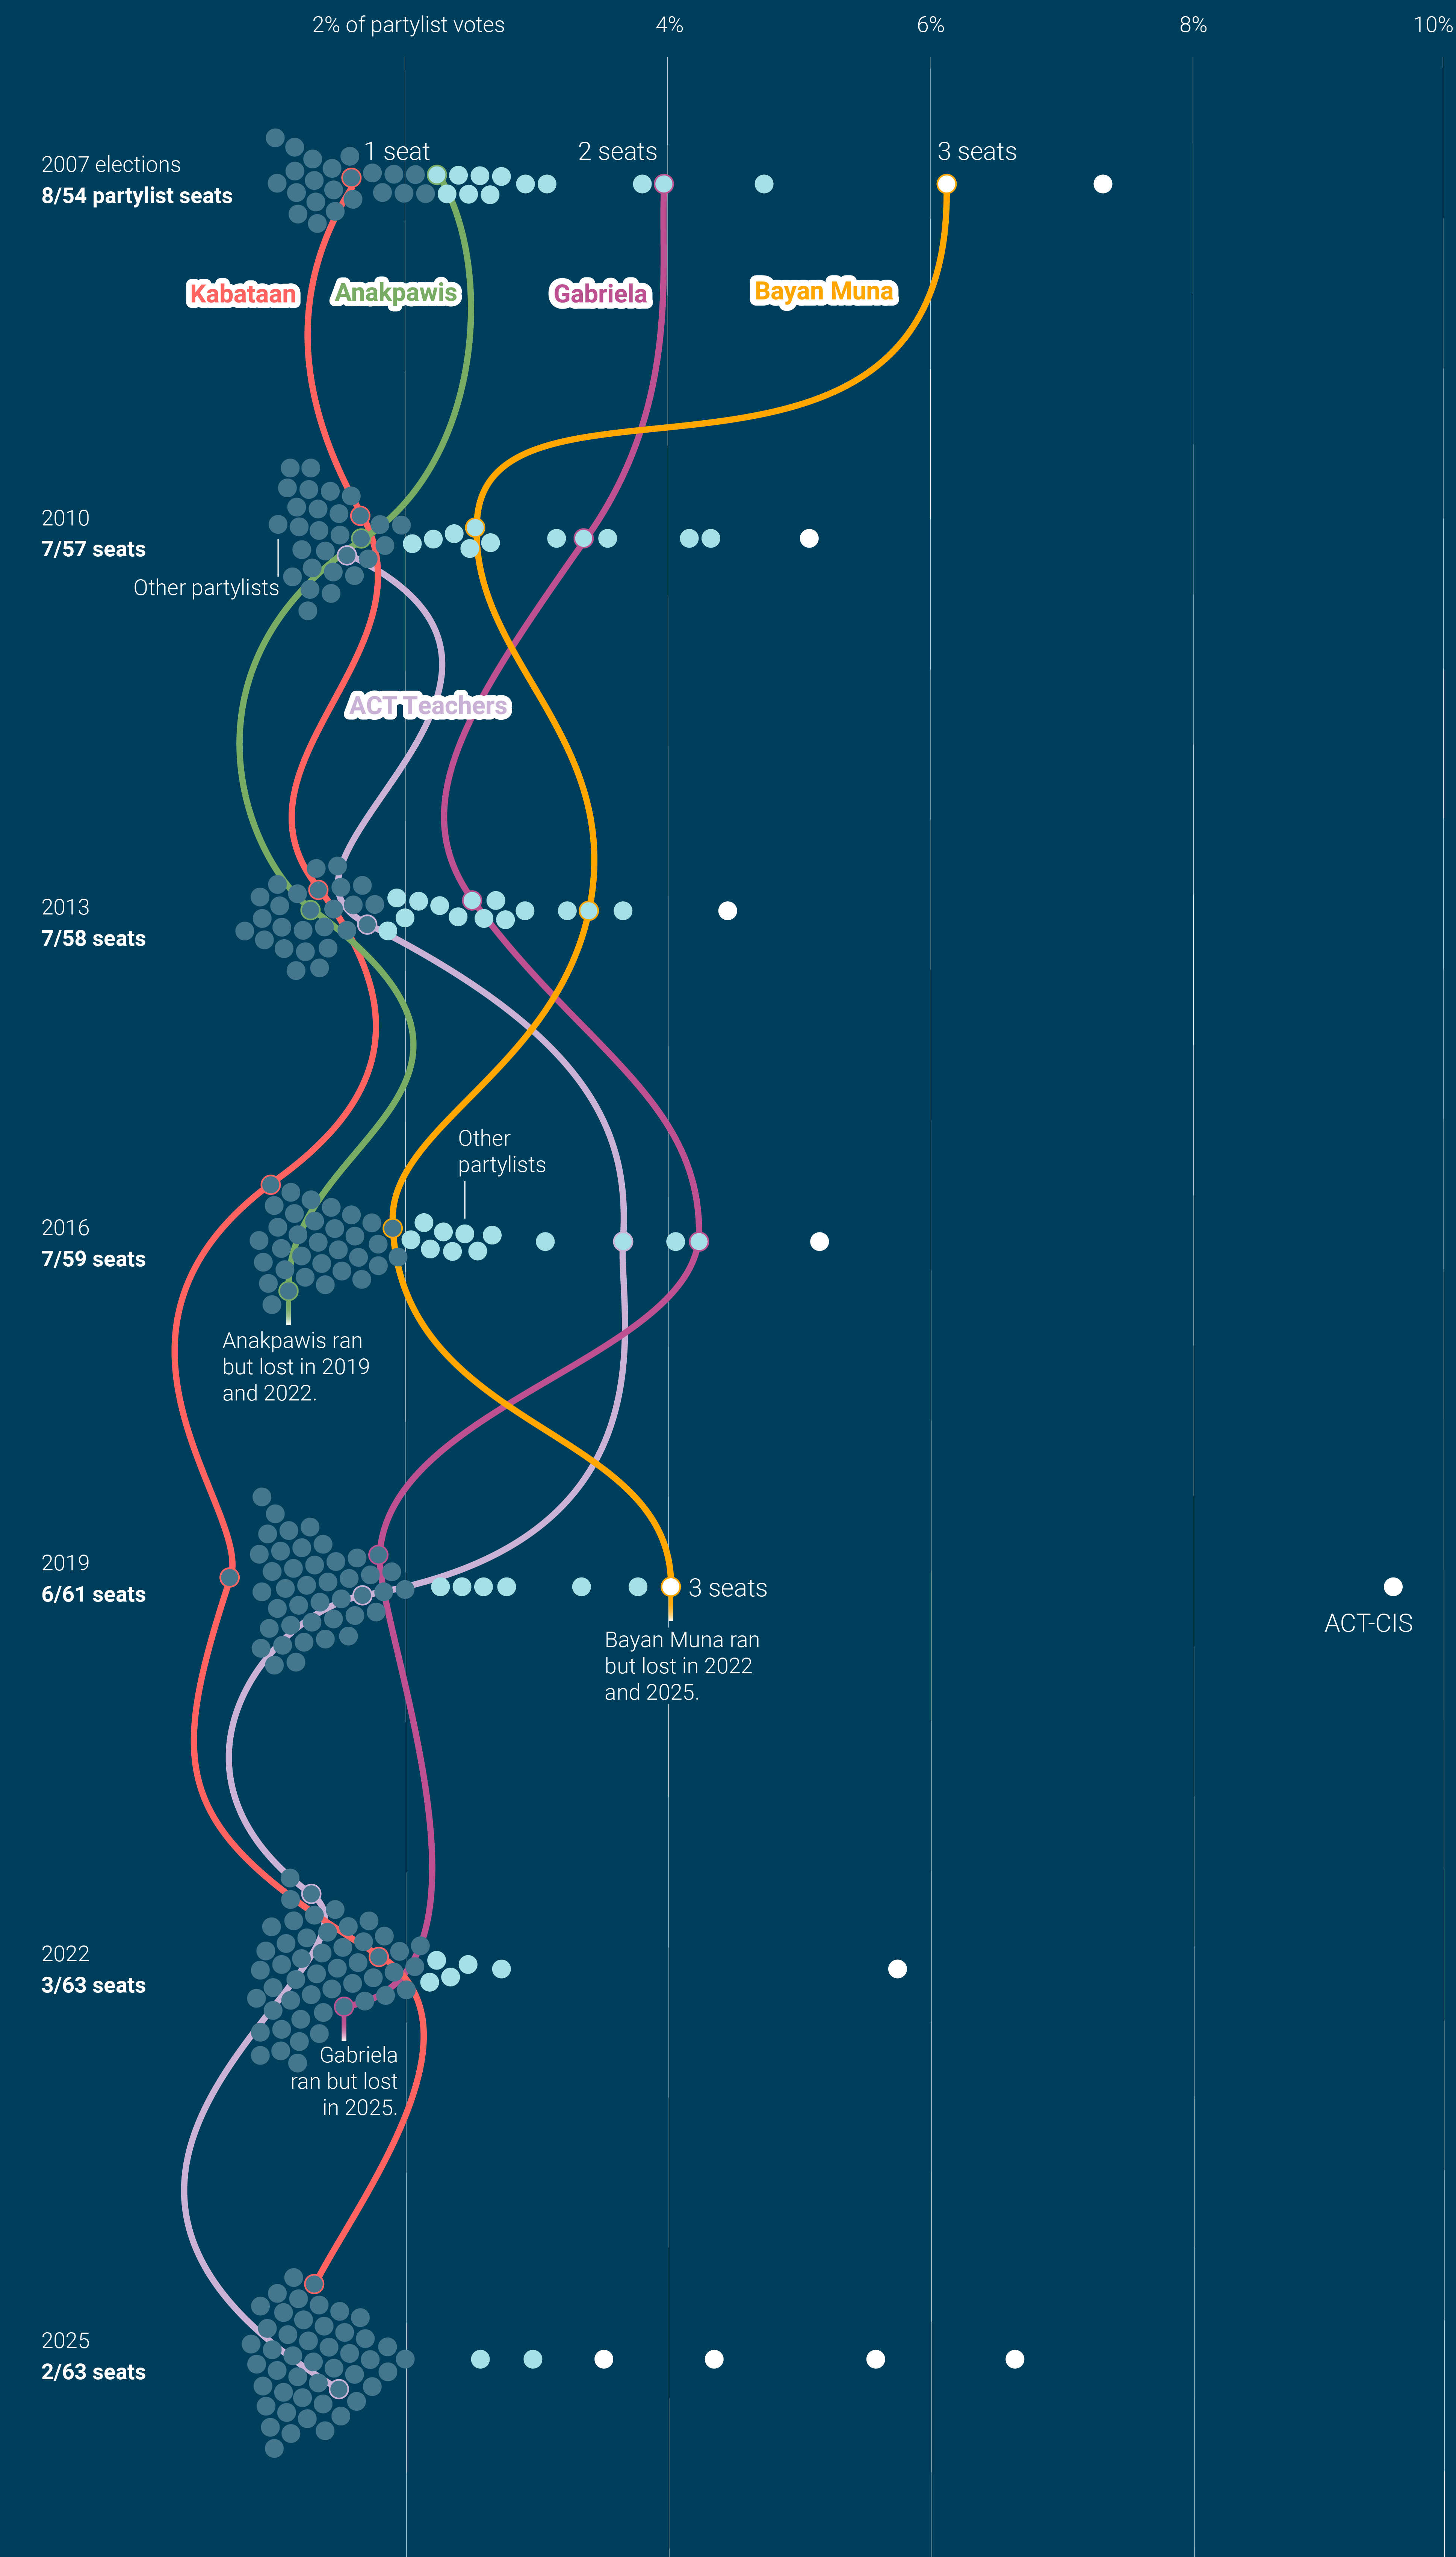 2% of partylist votes
4%
6%
8%
10%
2007 elections
8/54 partylist seats
1 seat
2 seats
3 seats
Kabataan
Anakpawis
Gabriela
Bayan Muna
2010
7/57 seats
Other partylists
ACT Teachers
2013
7/58 seats
Other
partylists
2016
7/59 seats
Anakpawis ran
but lost in 2019
and 2022.
2019
6/61 seats
3 seats
ACT-CIS
Bayan Muna ran
but lost in 2022
and 2025.
2022
3/63 seats
Gabriela
ran but lost
in 2025.
2025
2/63 seats